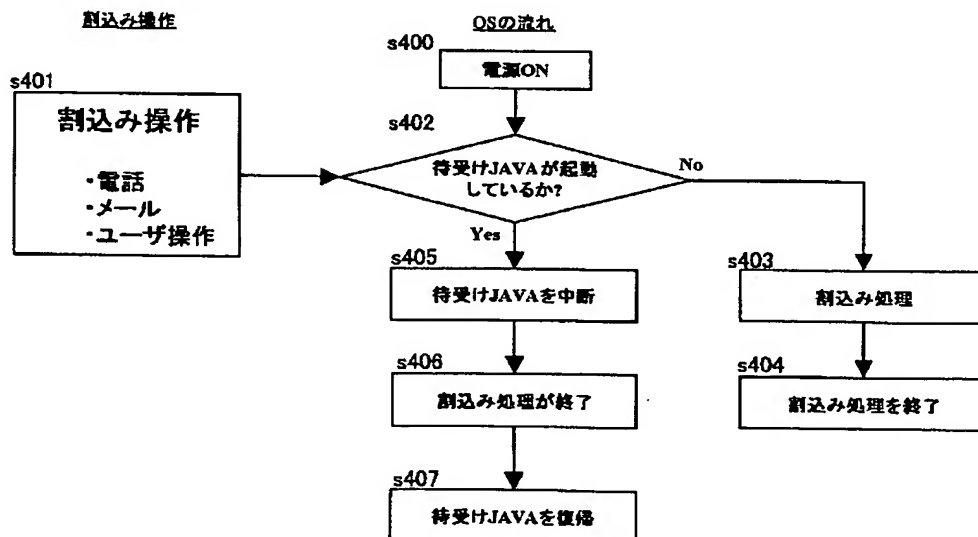 割込み操作
OSの流れ
s400
電源ON
s401
割込み操作
・電話
・メール
・ユーザ操作
s402
待受けJAVAが起動
しているか?
No
Yes
s405
待受けJAVAを中断
s403
割込み処理
s406
割込み処理が終了
s404
割込み処理を終了
s407
待受けJAVAを復帰